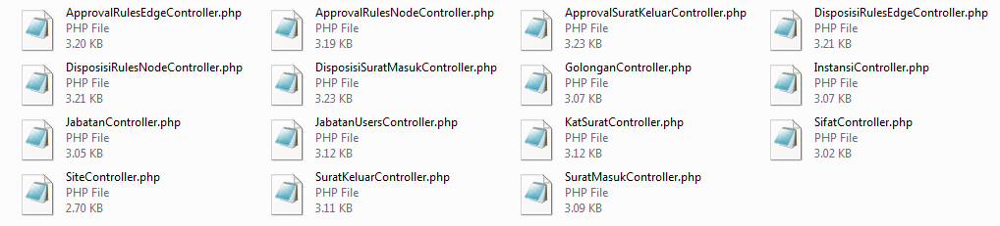 ApprovalRulesEdgeController.php
PHP File
3.20 KB
ApprovalRulesNodeController.php
PHP File
3.19 KB
ApprovalSuratKeluarController.php
PHP File
3.23 KB
DisposisiRulesEdgeController.php
PHP File
3.21 KB
DisposisiRulesNodeController.php
PHP File
3.21 KB
DisposisiSuratMasukController.php
PHP File
3.23 KB
GolonganController.php
PHP File
3.07 KB
InstansiController.php
PHP File
3.07 KB
JabatanController.php
PHP File
3.05 KB
JabatanUsersController.php
PHP File
3.12 KB
KatSuratController.php
PHP File
3.12 KB
SifatController.php
PHP File
3.02 KB
SiteController.php
PHP File
2.70 KB
SuratKeluarController.php
PHP File
3.11 KB
SuratMasukController.php
PHP File
3.09 KB